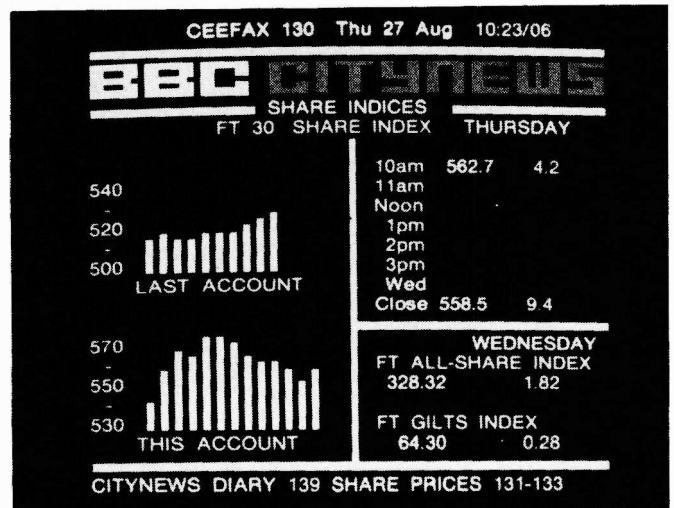 CEEFAX 130 Thu 27 Aug 10:23/06
BBC CITYNEWS
SHARE INDICES
FT 30 SHARE INDEX THURSDAY
540
-
520
-
500
LAST ACCOUNT
10am 562.7 4.2
11am
Noon
1pm
2pm
3pm
Wed
Close 558.5 9.4
570
-
550
-
530
THIS ACCOUNT
WEDNESDAY
FT ALL-SHARE INDEX
328.32 1.82
FT GILTS INDEX
64.30 0.28
CITYNEWS DIARY 139 SHARE PRICES 131-133